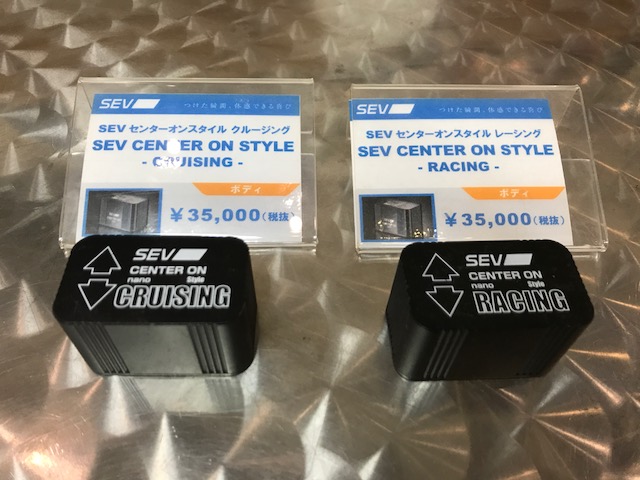 SEV
つけた瞬間、体感できる喜び
SEV センターオンスタイル クルージング
SEV CENTER ON STYLE
- CRUISING -
ボディ
¥35,000(税抜)
SEV
つけた瞬間、体感できる喜び
SEV センターオンスタイル レーシング
SEV CENTER ON STYLE
- RACING -
ボディ
¥35,000(税抜)
SEV
CENTER ON
nano Style
CRUISING
SEV
CENTER ON
nano Style
RACING